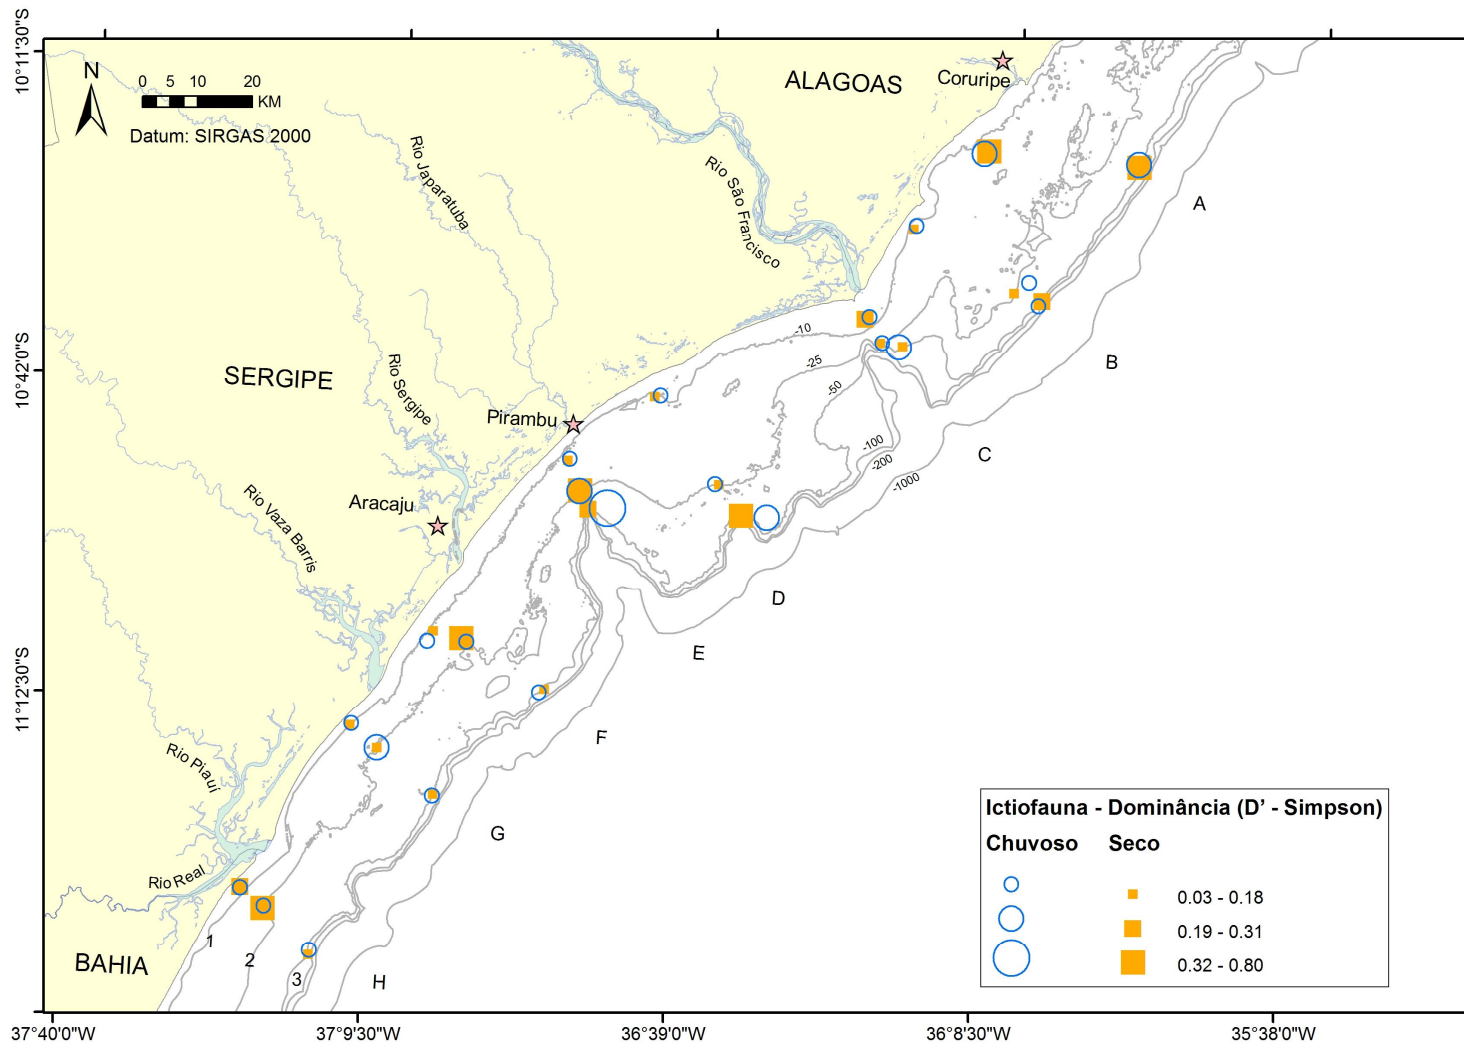 10°11'30"S
N
0 5 10 20
KM
Datum: SIRGAS 2000
ALAGOAS
Coruripe
Rio Japaratuba
Rio São Francisco
A
-10
B
10°42'0"S
SERGIPE
Rio Sergipe
-25
-50
Pirambu
-100
-200
-1000
C
Aracaju
Rio Vaza Barris
D
E
11°12'30"S
F
Rio Piauí
G
Rio Real
1
2
3
BAHIA
H
Ictiofauna - Dominância (D' - Simpson)
Chuvoso Seco
0.03 - 0.18
0.19 - 0.31
0.32 - 0.80
37°40'0"W 37°9'30"W 36°39'0"W 36°8'30"W 35°38'0"W